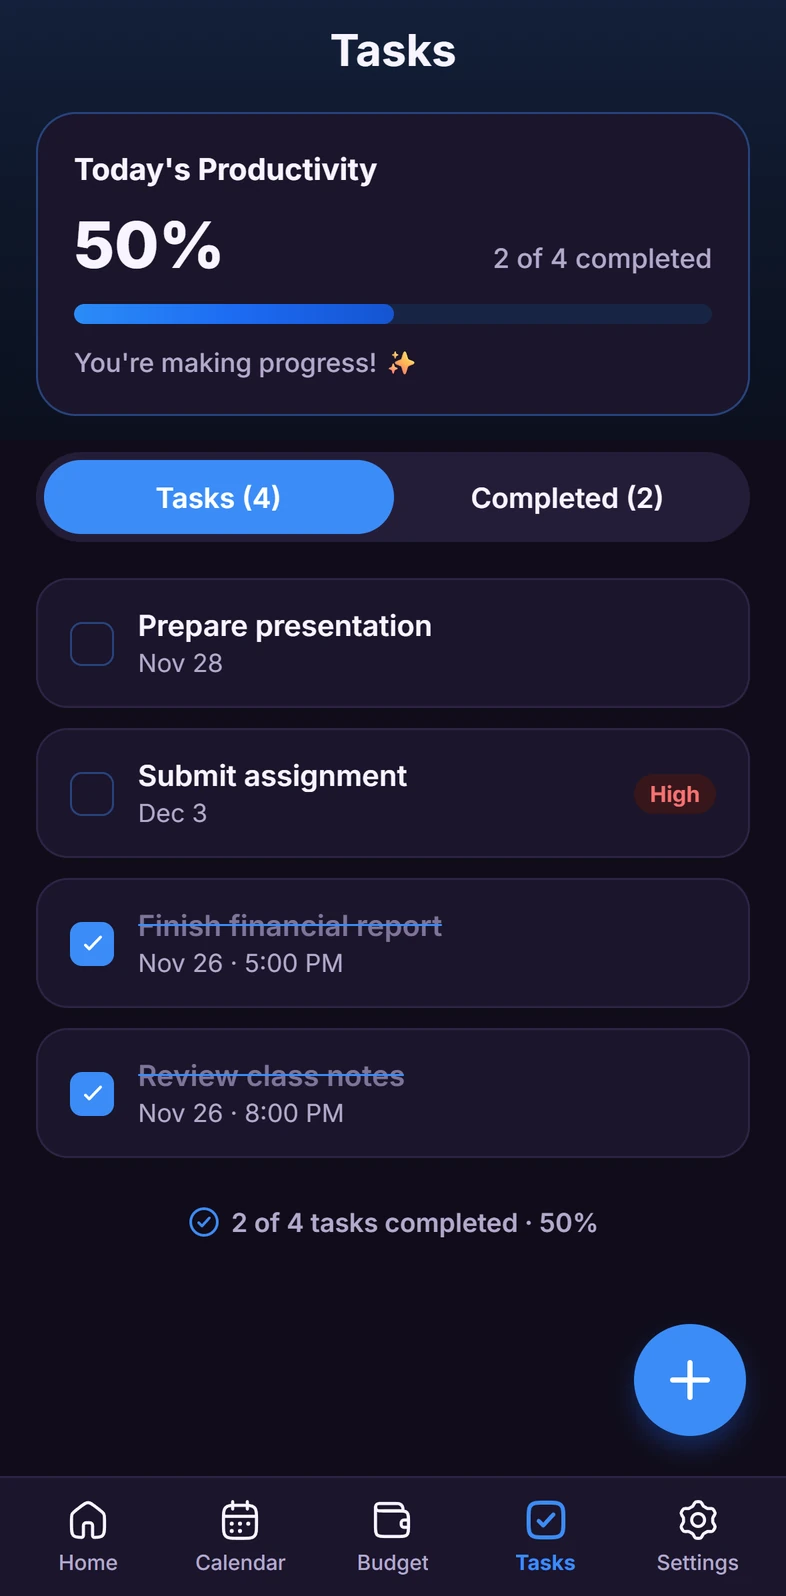 Tasks
Today's Productivity
50%
2 of 4 completed
You're making progress! ✨
Tasks (4)
Completed (2)
Prepare presentation
Nov 28
Submit assignment
Dec 3
High
Finish financial report
Nov 26 · 5:00 PM
Review class notes
Nov 26 · 8:00 PM
2 of 4 tasks completed · 50%
Home
Calendar
Budget
Tasks
Settings